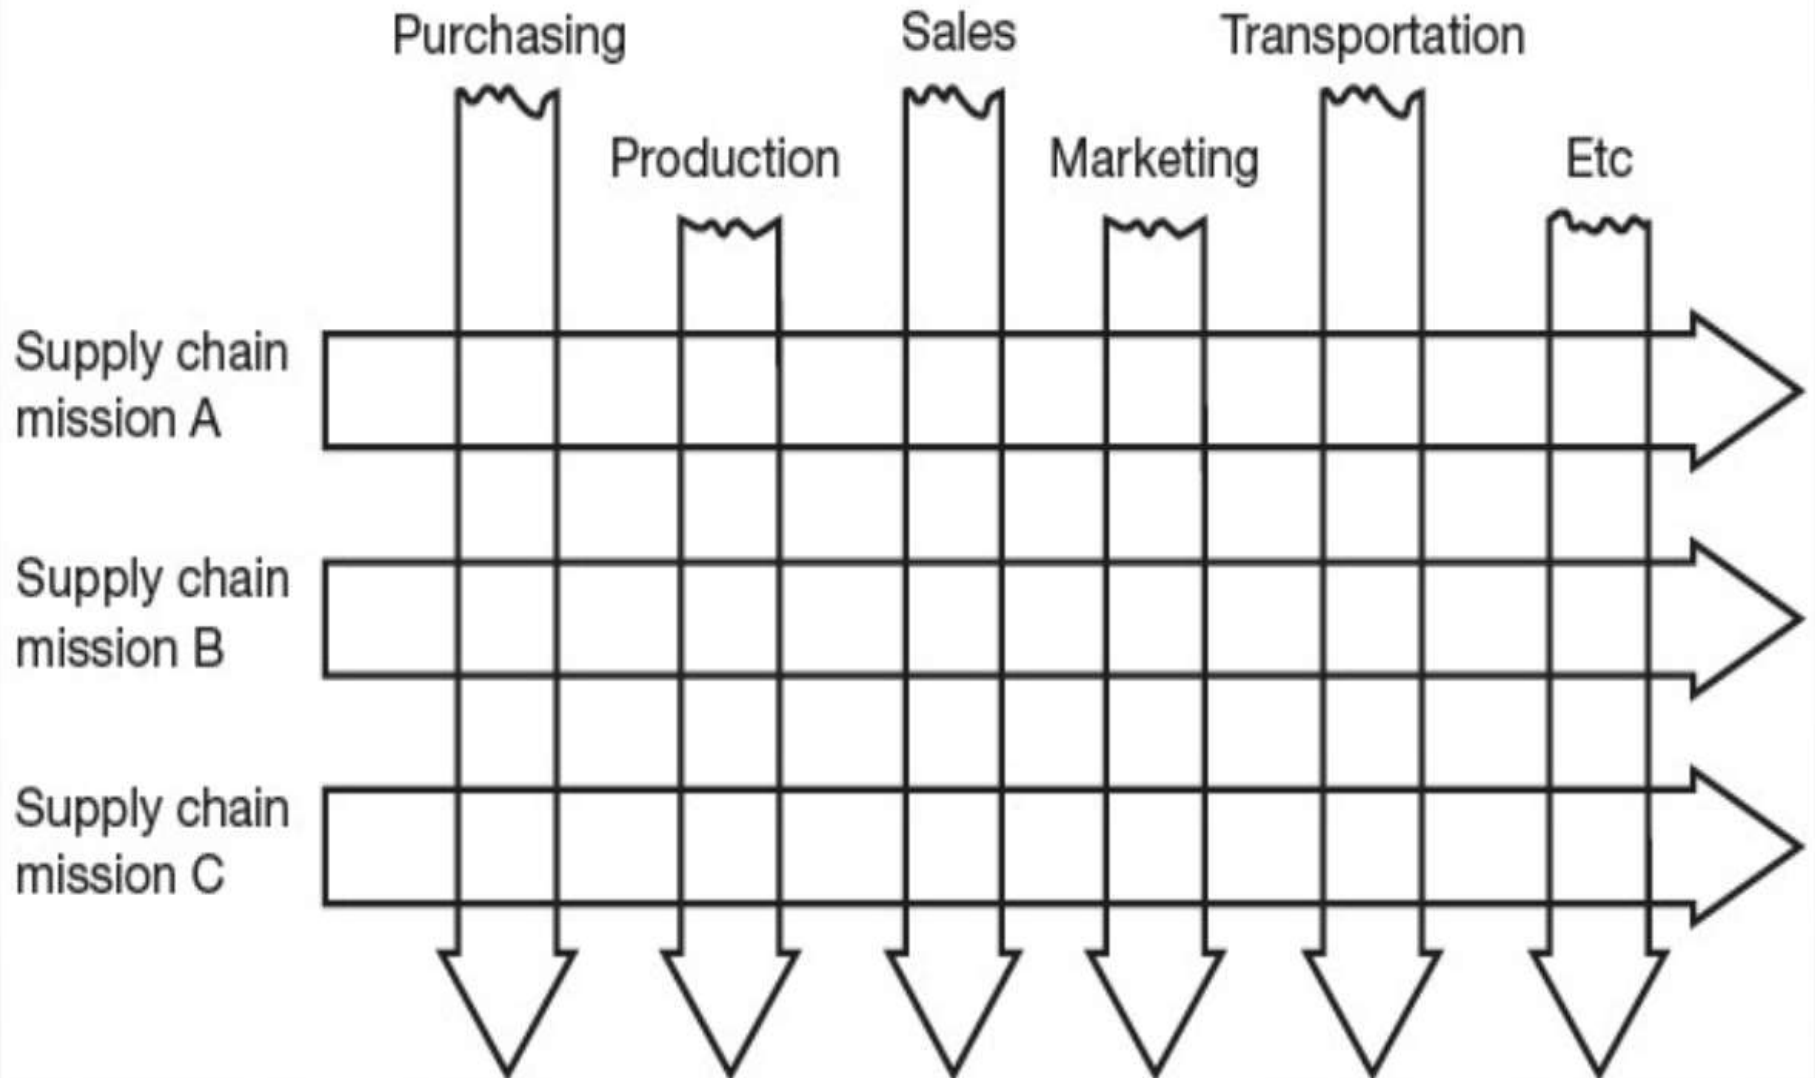 Purchasing
Sales
Transportation
Production
Marketing
Etc
Supply chain
mission A
Supply chain
mission B
Supply chain
mission C